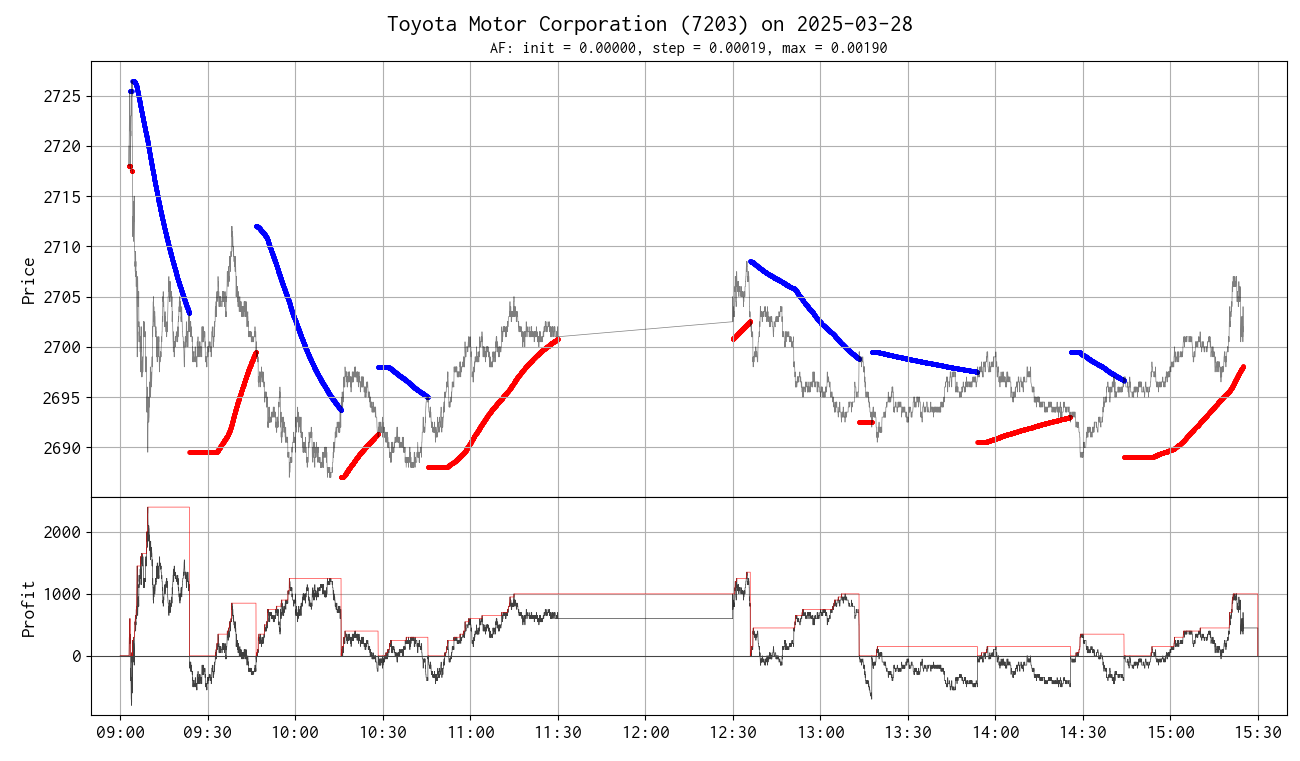 Toyota Motor Corporation (7203) on 2025-03-28
AF: init = 0.00000, step = 0.00019, max = 0.00190
Price
2725
2720
2715
2710
2705
2700
2695
2690
Profit
2000
1000
0
09:00 09:30 10:00 10:30 11:00 11:30 12:00 12:30 13:00 13:30 14:00 14:30 15:00 15:30